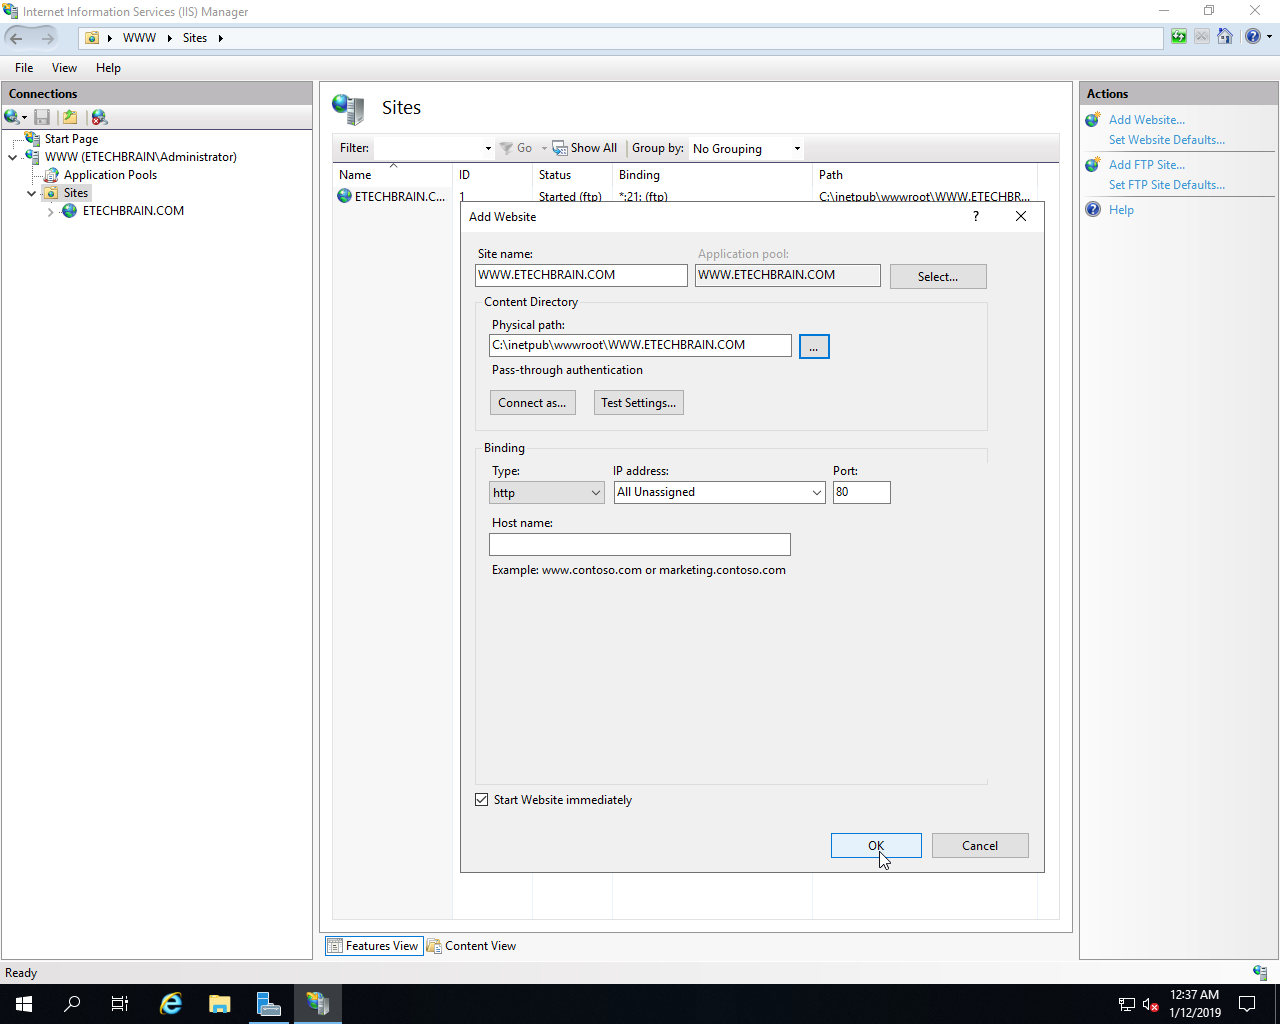 Internet Information Services (IIS) Manager
WWW Sites
File View Help
Connections
Start Page
WWW (ETECHBRAIN\Administrator)
Application Pools
Sites
ETECHBRAIN.COM
Sites
Filter: Go Show All Group by: No Grouping
Name ID Status Binding Path
ETECHBRAIN.C... 1 Started (ftp) *:21: (ftp) C:\inetpub\wwwroot\WWW.ETECHBR...
Add Website ?
Site name: Application pool:
WWW.ETECHBRAIN.COM WWW.ETECHBRAIN.COM Select...
Content Directory
Physical path:
C:\inetpub\wwwroot\WWW.ETECHBRAIN.COM ...
Pass-through authentication
Connect as... Test Settings...
Binding
Type: IP address: Port:
http All Unassigned 80
Host name:
Example: www.contoso.com or marketing.contoso.com
Start Website immediately
OK Cancel
Features View Content View
Actions
Add Website...
Set Website Defaults...
Add FTP Site...
Set FTP Site Defaults...
Help
Ready
12:37 AM
1/12/2019